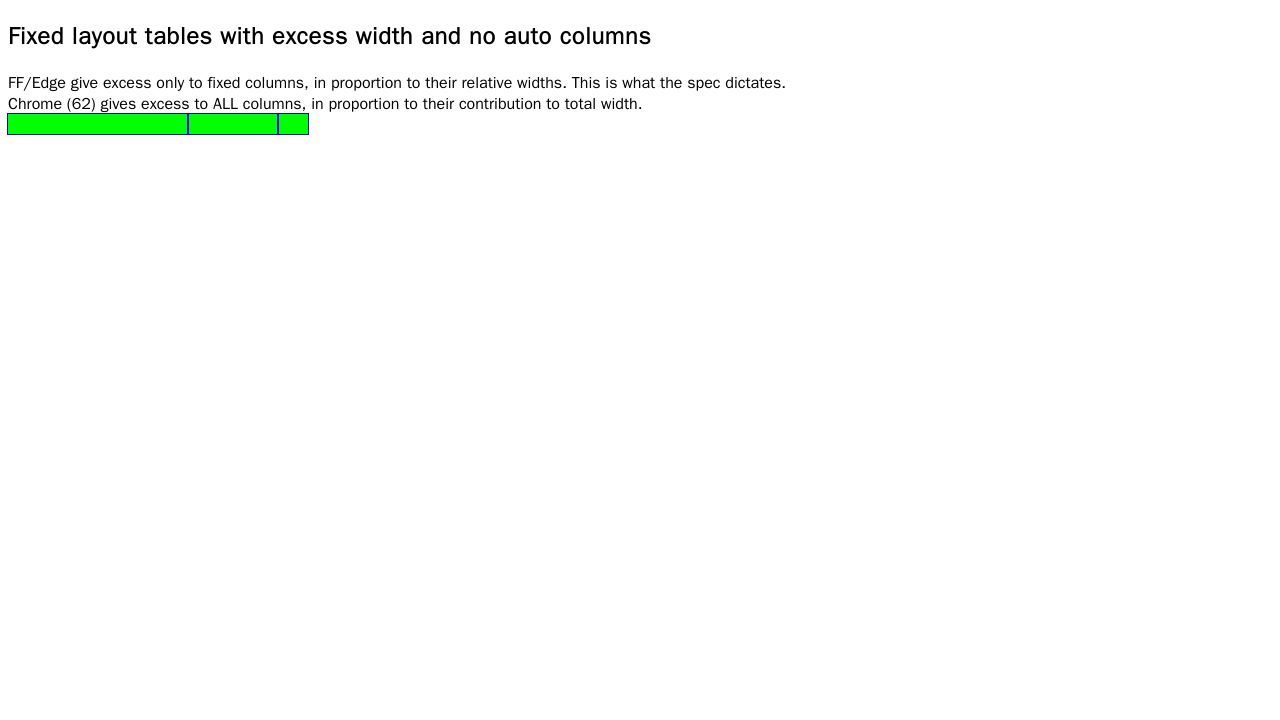 Fixed layout tables with excess width and no auto columns
FF/Edge give excess only to fixed columns, in proportion to their relative widths. This is what the spec dictates.
Chrome (62) gives excess to ALL columns, in proportion to their contribution to total width.